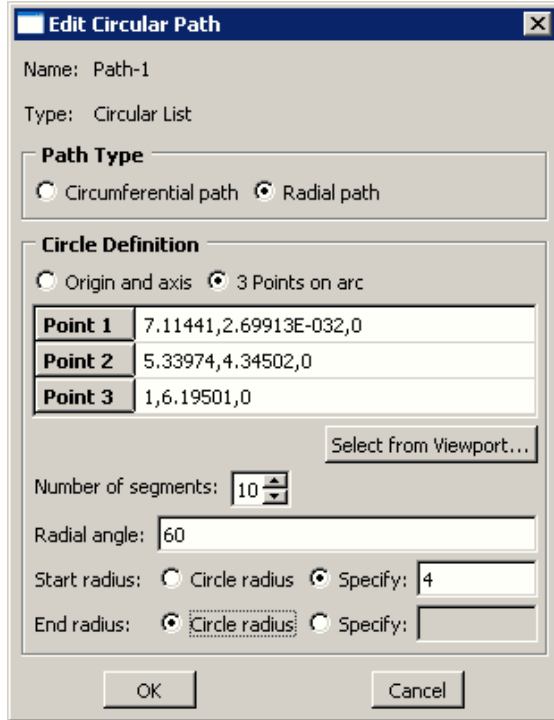 Edit Circular Path
Name: Path-1
Type: Circular List
Path Type
Circumferential path Radial path
Circle Definition
Origin and axis 3 Points on arc
Point 1 7.11441,2.69913E-032,0
Point 2 5.33974,4.34502,0
Point 3 1,6.19501,0
Select from Viewport...
Number of segments: 10
Radial angle: 60
Start radius: Circle radius Specify: 4
End radius: Circle radius Specify:
OK Cancel